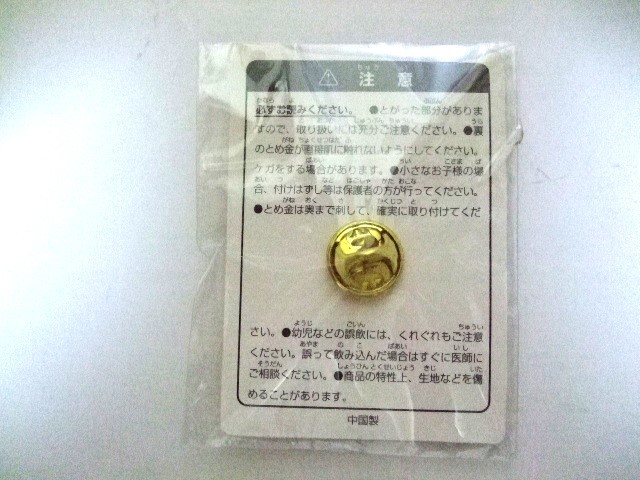 注意
必ずお読みください。 ●とがった部分がありま
すので、取り扱いには充分ご注意ください。●裏
のとめ金が直接肌に触れないようにしてください。
ケガをする場合があります。●小さなお子様の場
合、付けはずし等は保護者の方が行ってください。
●とめ金は奥まで刺して、確実に取り付けてくだ
さい。●幼児などの誤飲には、くれぐれもご注意
ください。誤って飲み込んだ場合はすぐに医師に
ご相談ください。●商品の特性上、生地などを傷
めることがあります。
中国製